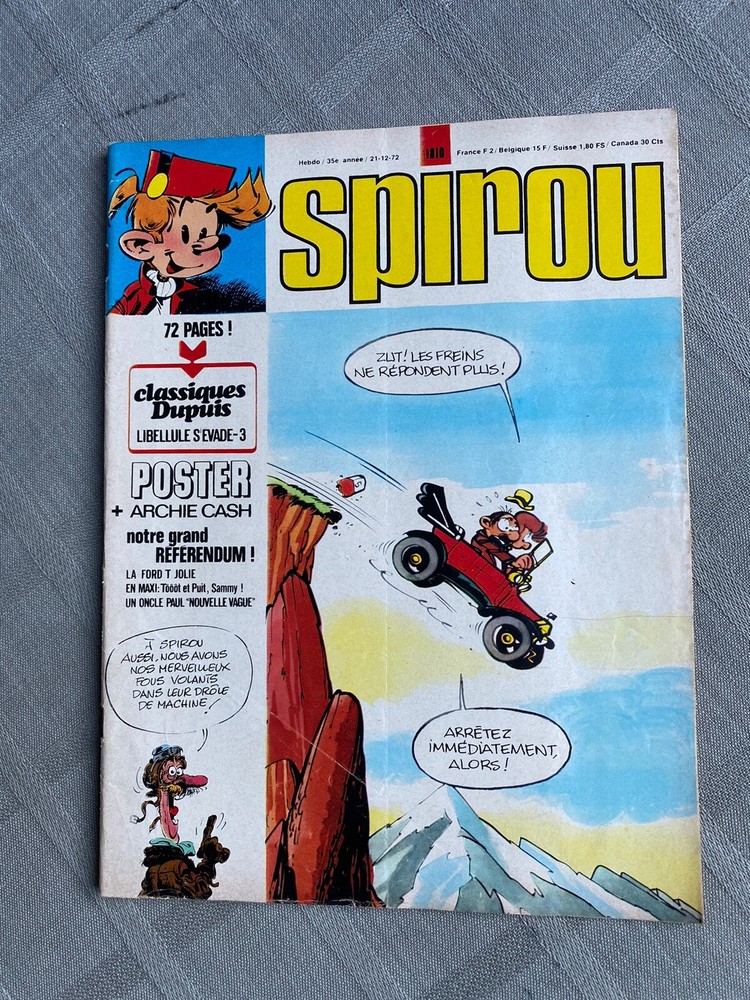 Hebdo / 35e année / 21-12-72
1810
France F 2 / Belgique 15 F / Suisse 1,80 FS / Canada 30 Cts
spirou
72 PAGES !
classiques
Dupuis
LIBELLULE S'EVADE-3
POSTER
+ ARCHIE CASH
notre grand
REFERENDUM !
LA FORD T JOLIE
EN MAXI: Tôôôt et Puit, Sammy !
UN ONCLE PAUL "NOUVELLE VAGUE"
À SPIROU
AUSSI, NOUS AVONS
NOS MERVEILLEUX
FOUS VOLANTS
DANS LEUR DRÔLE
DE MACHINE !
ZUT! LES FREINS
NE RÉPONDENT PLUS !
ARRÊTEZ
IMMÉDIATEMENT,
ALORS !